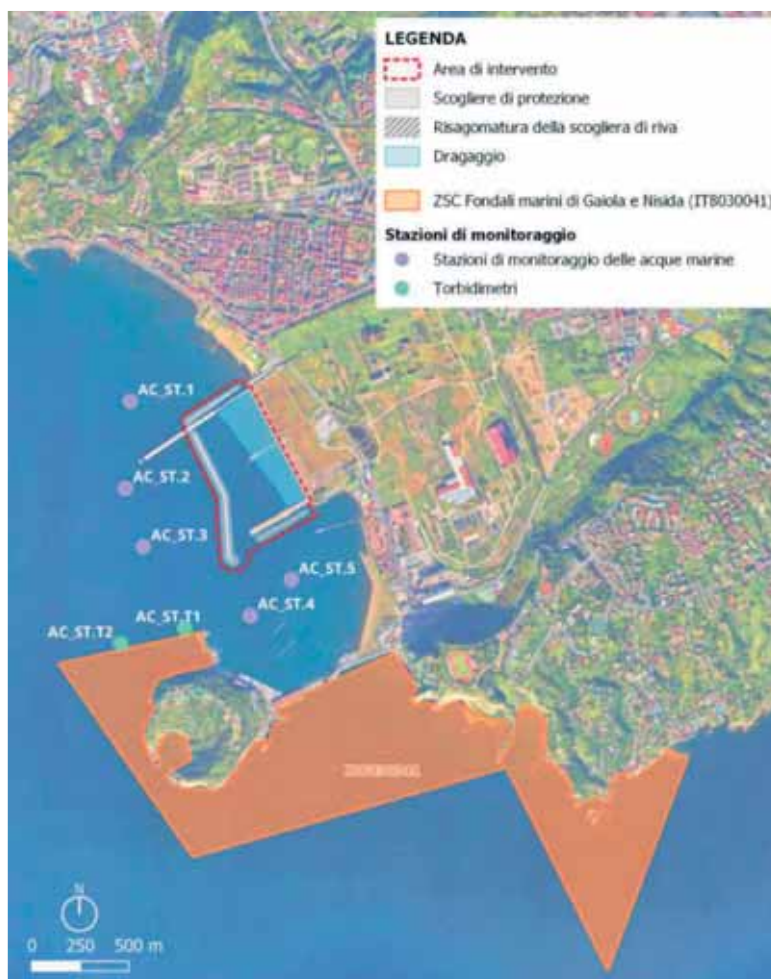 LEGENDA
Area di intervento
Scogliere di protezione
Risagomatura della scogliera di riva
Dragaggio
ZSC Fondali marini di Gaiola e Nisida (IT8030041)
Stazioni di monitoraggio
Stazioni di monitoraggio delle acque marine
Torbidimetri
AC_ST.1
AC_ST.2
AC_ST.3
AC_ST.5
AC_ST.4
AC_ST.T1
AC_ST.T2
N
0 250 500 m